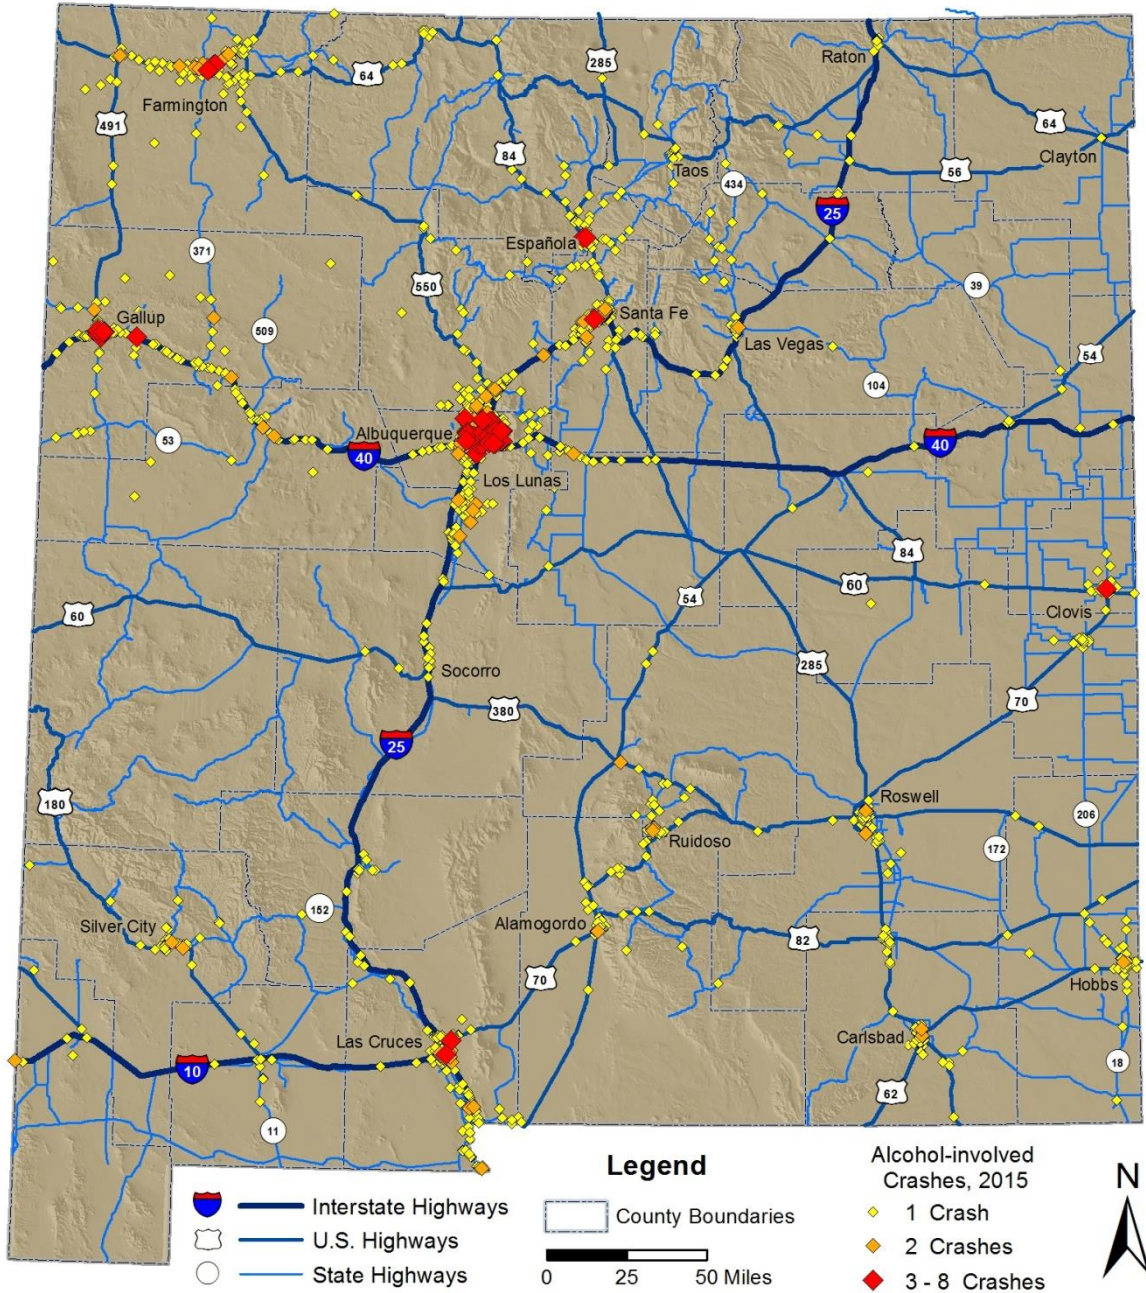 285
Raton
64
Farmington
491
64
84
Taos
Clayton
56
434
25
371
Española
550
39
Gallup
509
Santa Fe
Las Vegas
54
104
53
Albuquerque
40
40
Los Lunas
84
60
54
60
Clovis
285
Socorro
70
380
25
180
Roswell
206
Ruidoso
172
152
Silver City
Alamogordo
82
70
Hobbs
Las Cruces
Carlsbad
10
18
62
11
Legend
Interstate Highways
U.S. Highways
State Highways
County Boundaries
0 25 50 Miles
Alcohol-involved
Crashes, 2015
1 Crash
2 Crashes
3 - 8 Crashes
N